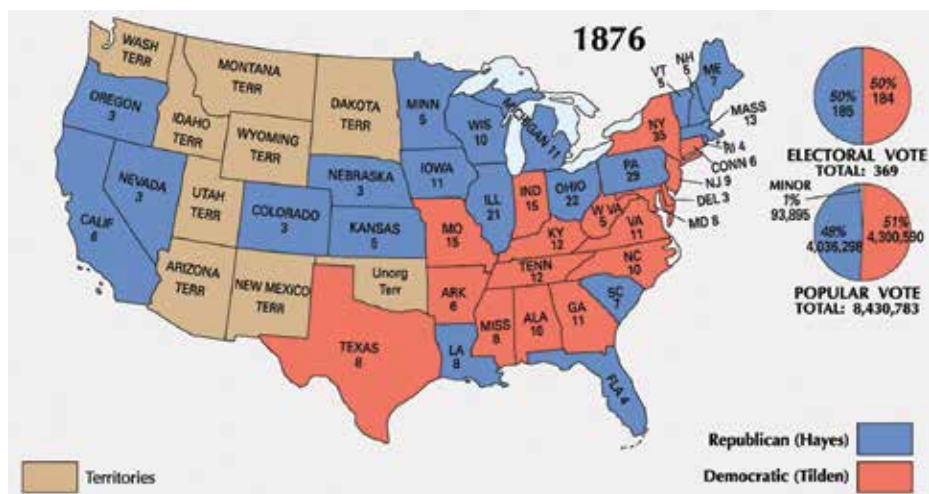 1876
WASH
TERR
MONTANA
TERR
DAKOTA
TERR
MINN
5
OREGON
3
IDAHO
TERR
WYOMING
TERR
WIS
10
MICHIGAN 11
VT
5
NH
5
ME
7
MASS
13
RI 4
CONN 6
NY
35
PA
29
NJ 9
DEL 3
MD 8
NEVADA
3
UTAH
TERR
COLORADO
3
NEBRASKA
3
IOWA
11
ILL
21
IND
15
OHIO
22
W VA
5
VA
11
CALIF
6
KANSAS
5
MO
15
KY
12
NC
10
TENN
12
ARIZONA
TERR
NEW MEXICO
TERR
Unorg
Terr
ARK
6
SC
7
MISS
8
ALA
10
GA
11
TEXAS
8
LA
8
FLA 4
50%
185
50%
184
ELECTORAL VOTE
TOTAL: 369
MINOR
1%
93,895
48%
4,036,298
51%
4,300,590
POPULAR VOTE
TOTAL: 8,430,783
Republican (Hayes)
Democratic (Tilden)
Territories